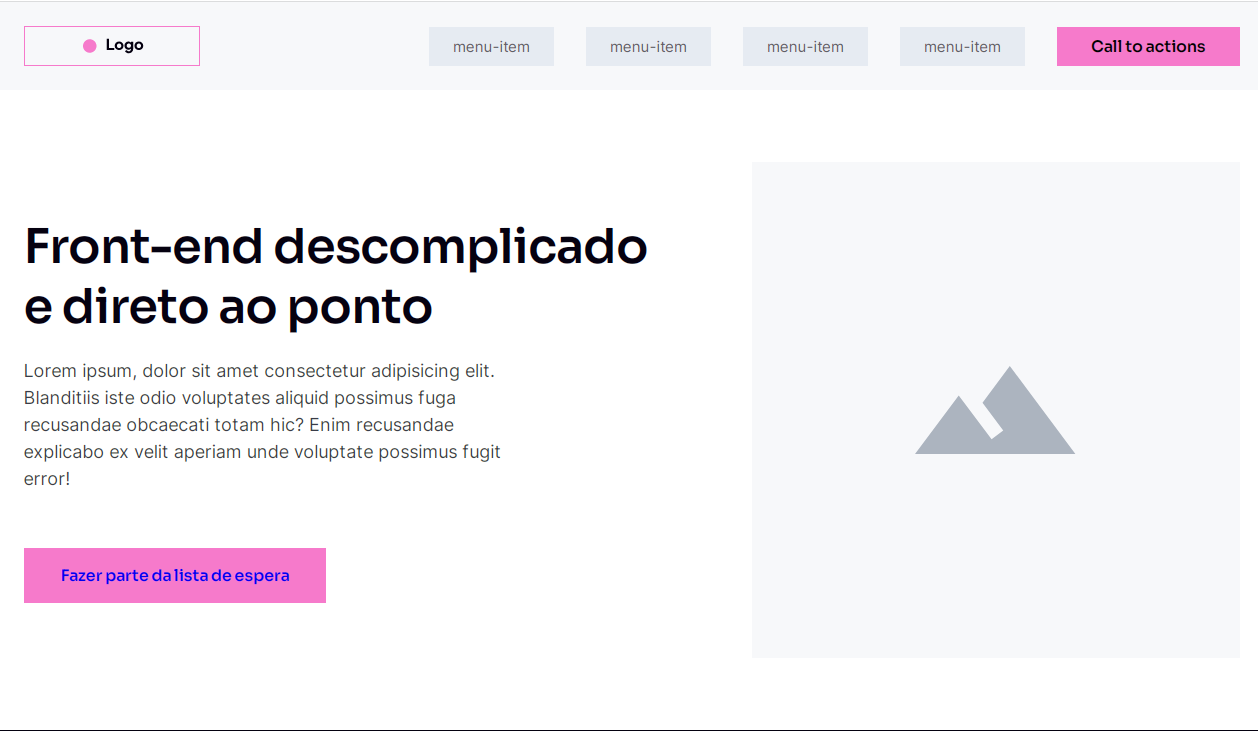 Logo
menu-item
menu-item
menu-item
menu-item
Call to actions
Front-end descomplicado
e direto ao ponto
Lorem ipsum, dolor sit amet consectetur adipisicing elit.
Blanditiis iste odio voluptates aliquid possimus fuga
recusandae obcaecati totam hic? Enim recusandae
explicabo ex velit aperiam unde voluptate possimus fugit
error!
Fazer parte da lista de espera